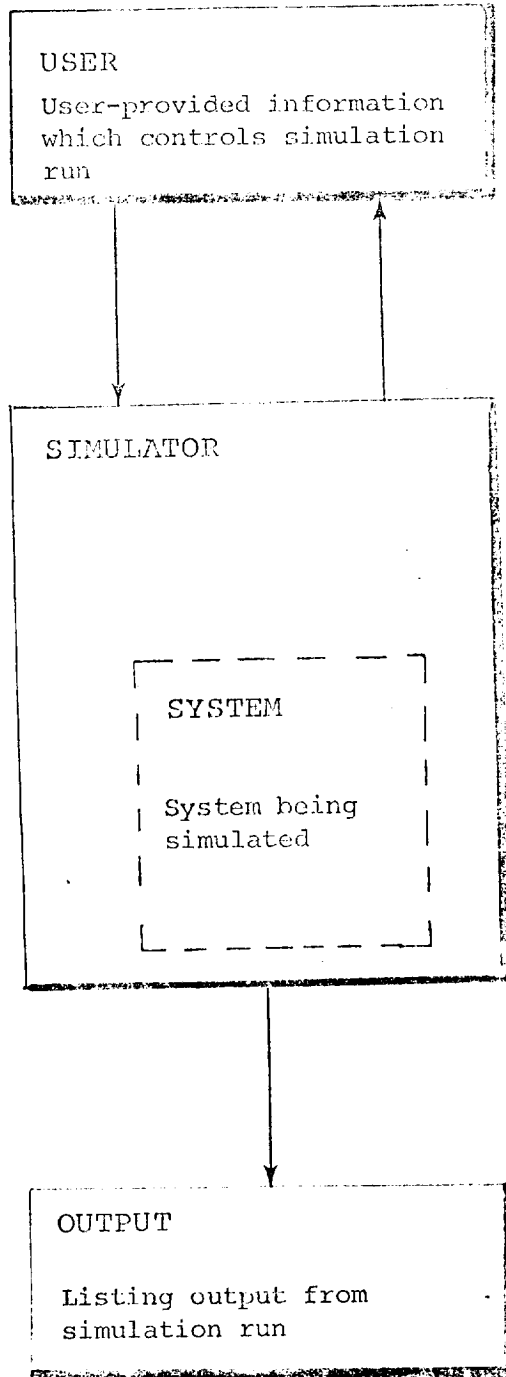 USER
User-provided information
which controls simulation
run
SIMULATOR
SYSTEM
System being
simulated
OUTPUT
Listing output from
simulation run